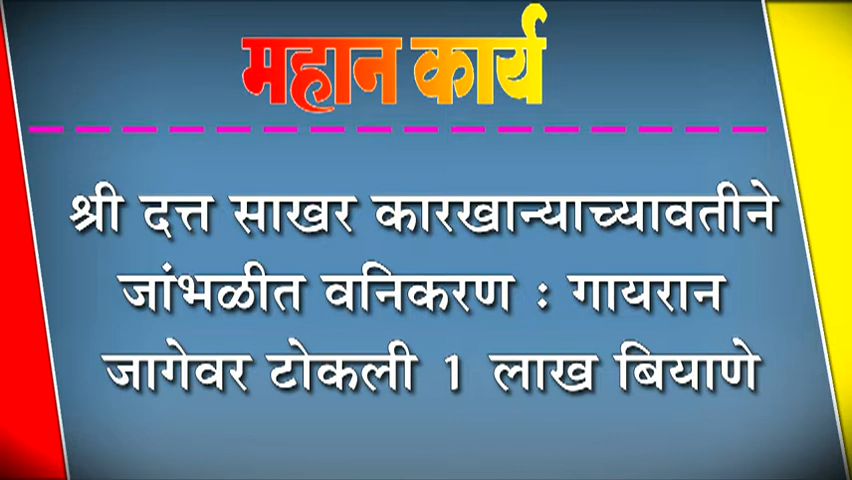 महान कार्य
श्री दत्त साखर कारखान्याच्यावतीने
जांभळीत वनिकरण : गायरान
जागेवर टोकली 1 लाख बियाणे